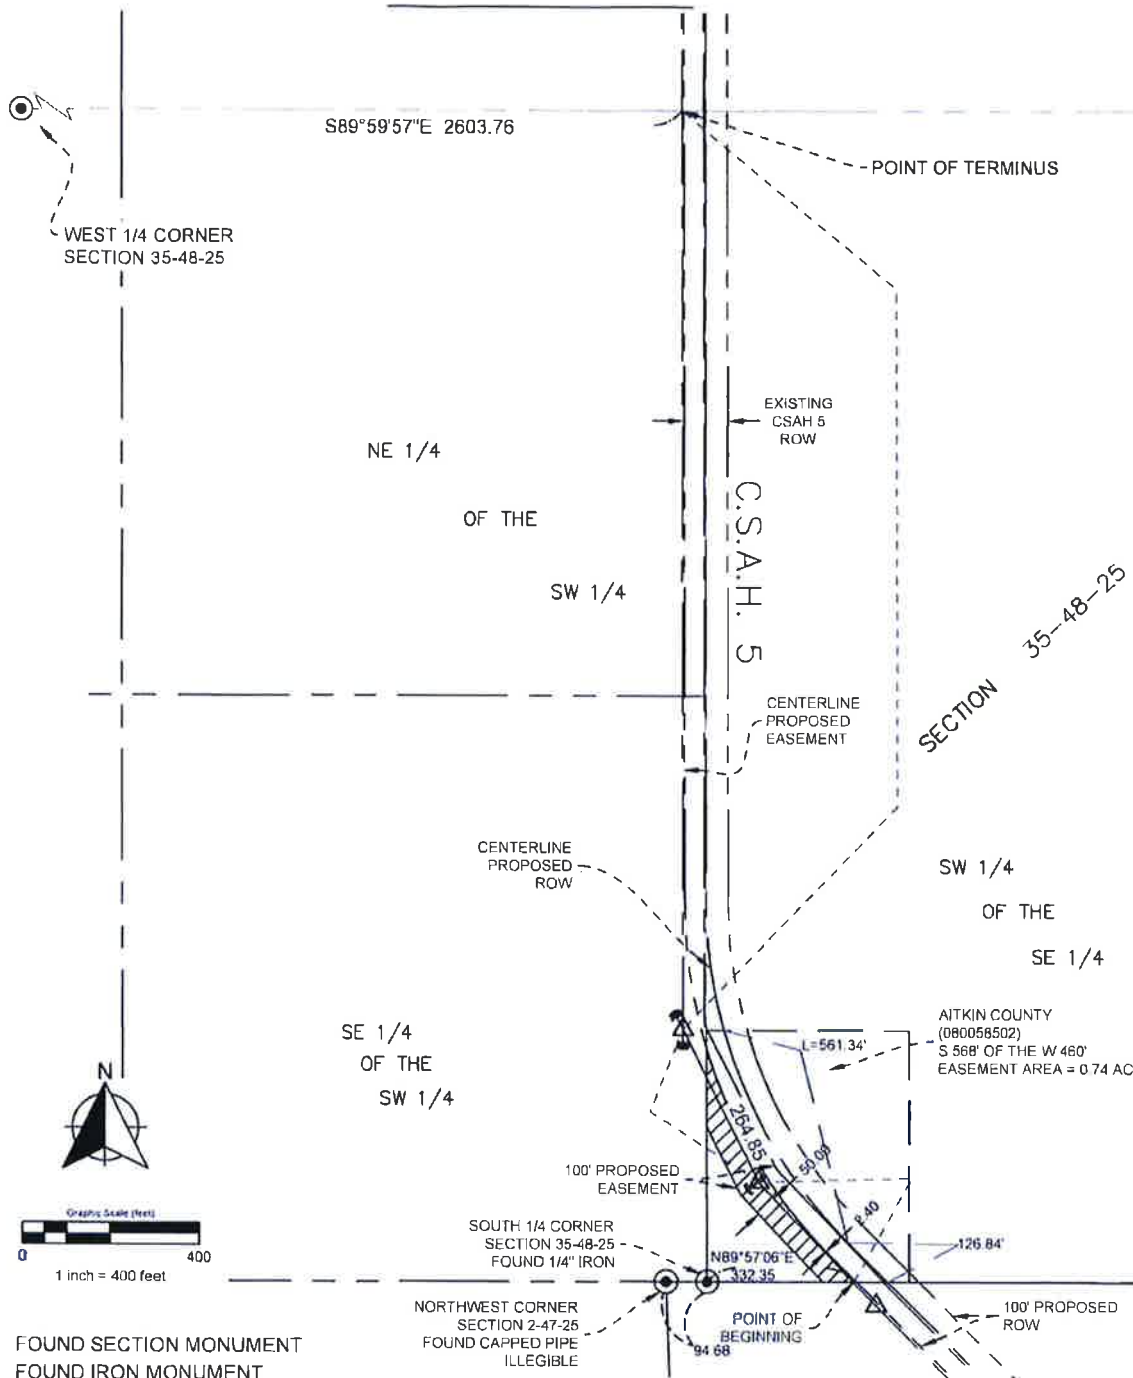 S89°59'57"E 2603.76
POINT OF TERMINUS
WEST 1/4 CORNER
SECTION 35-48-25
EXISTING
CSAH 5
ROW
NE 1/4
OF THE
SW 1/4
C.S.A.H. 5
SECTION 35-48-25
CENTERLINE
PROPOSED
EASEMENT
CENTERLINE
PROPOSED
ROW
SW 1/4
OF THE
SE 1/4
SE 1/4
OF THE
SW 1/4
AITKIN COUNTY
(080058502)
S 568' OF THE W 460'
EASEMENT AREA = 0.74 AC
L=561.34'
N
264.85
50.00
100' PROPOSED
EASEMENT
2.40
126.84'
Graphic Scale (feet)
0 400
1 inch = 400 feet
SOUTH 1/4 CORNER
SECTION 35-48-25
FOUND 1/4" IRON
N89°57'06"E
332.35
NORTHWEST CORNER
SECTION 2-47-25
FOUND CAPPED PIPE
ILLEGIBLE
94.68
POINT OF
BEGINNING
100' PROPOSED
ROW
FOUND SECTION MONUMENT
FOUND IRON MONUMENT